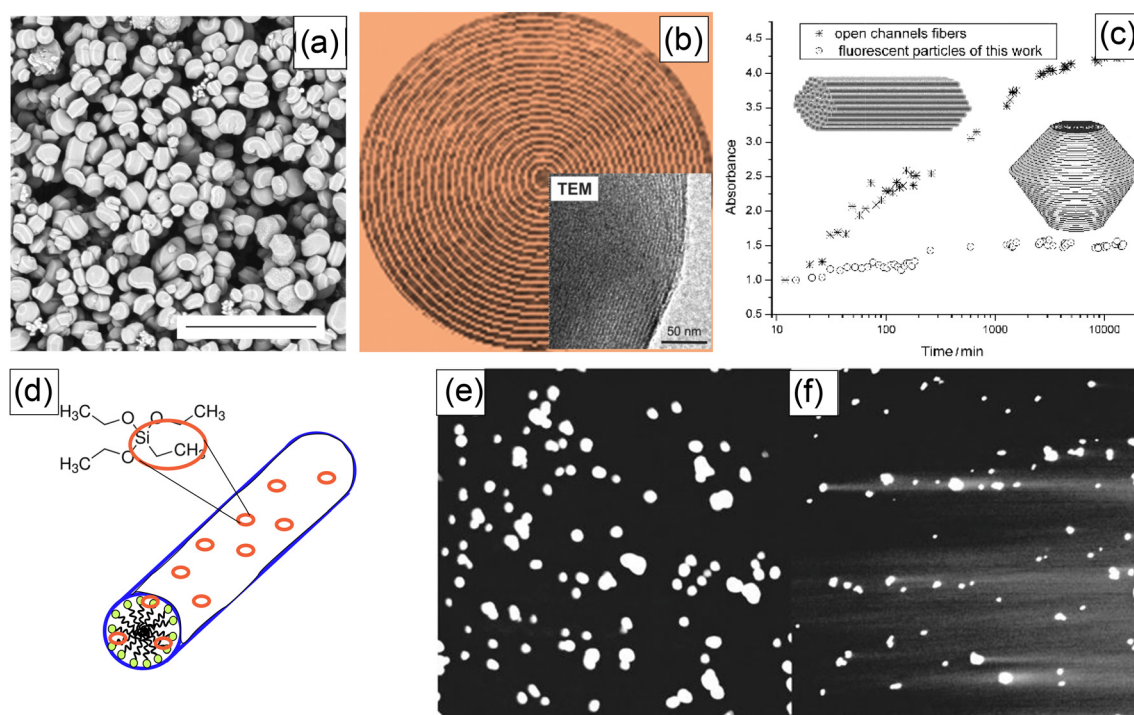 (a)
(b)
TEM
50 nm
(c)
open channels fibers
fluorescent particles of this work
4.5
4.0
3.5
3.0
2.5
2.0
1.5
1.0
0.5
Absorbance
10
100
1000
10000
Time/min
(d)
H₃C
O
O
CH₃
Si
H₃C
O
CH₃
(e)
(f)